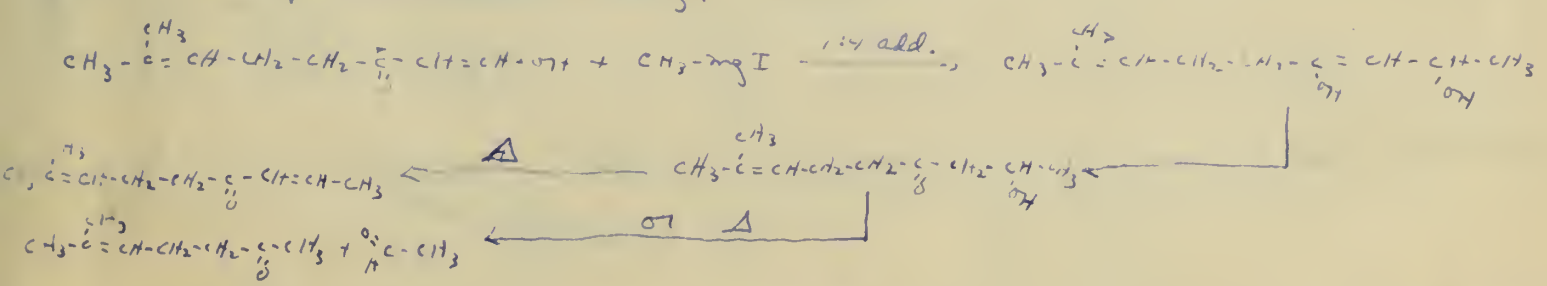 CH3
CH3-C=CH-CH2-CH2-C-CH=CH-OH + CH3-MgI 1:4 add. CH3-C=CH-CH2-CH2-C=CH-CH-CH3
O OH OH
CH3
C=CH-CH2-CH2-C-CH=CH-CH3 Δ CH3-C=CH-CH2-CH2-C-CH2-CH-CH3
O O OH
CH3 or Δ
CH3-C=CH-CH2-CH2-C-CH3 + O=C-CH3
O H